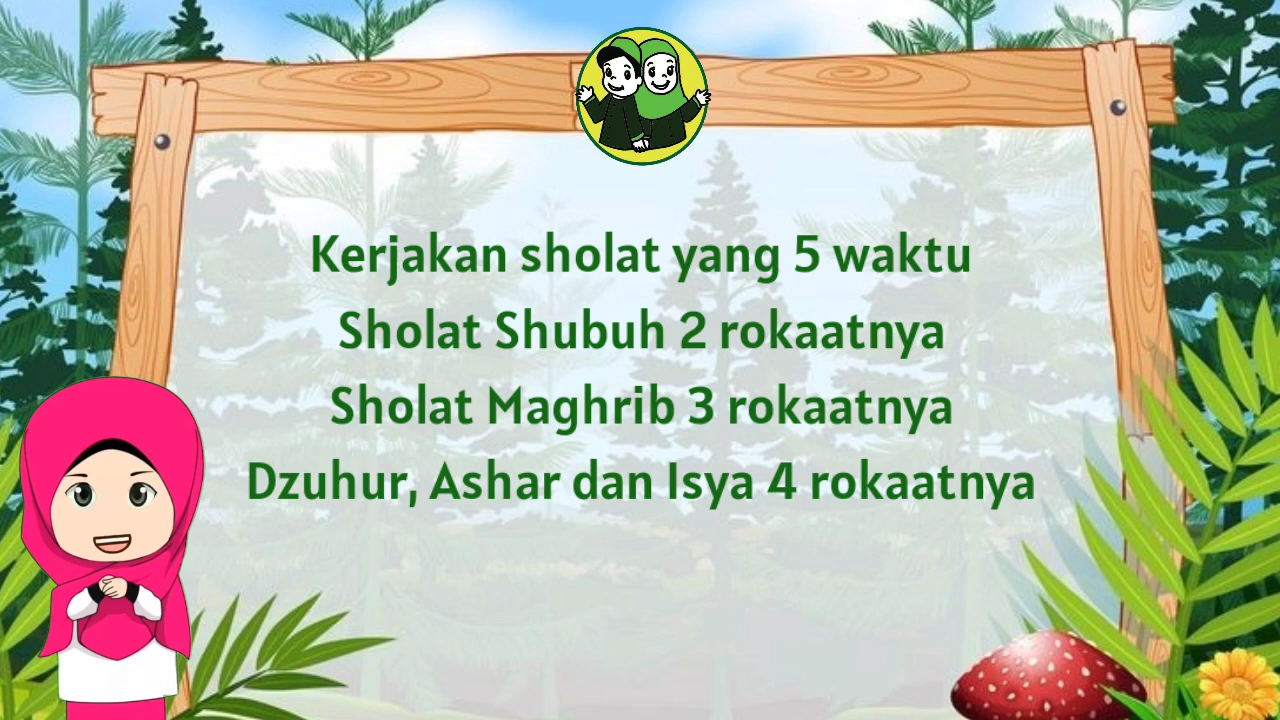 Kerjakan sholat yang 5 waktu
Sholat Shubuh 2 rokaatnya
Sholat Maghrib 3 rokaatnya
Dzuhur, Ashar dan Isya 4 rokaatnya